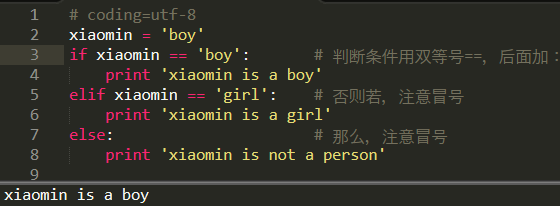 1 # coding=utf-8
2 xiaomin = 'boy'
3 if xiaomin == 'boy': # 判断条件用双等号==，后面加：
4 print 'xiaomin is a boy'
5 elif xiaomin == 'girl': # 否则若，注意冒号
6 print 'xiaomin is a girl'
7 else: # 那么，注意冒号
8 print 'xiaomin is not a person'
9
xiaomin is a boy